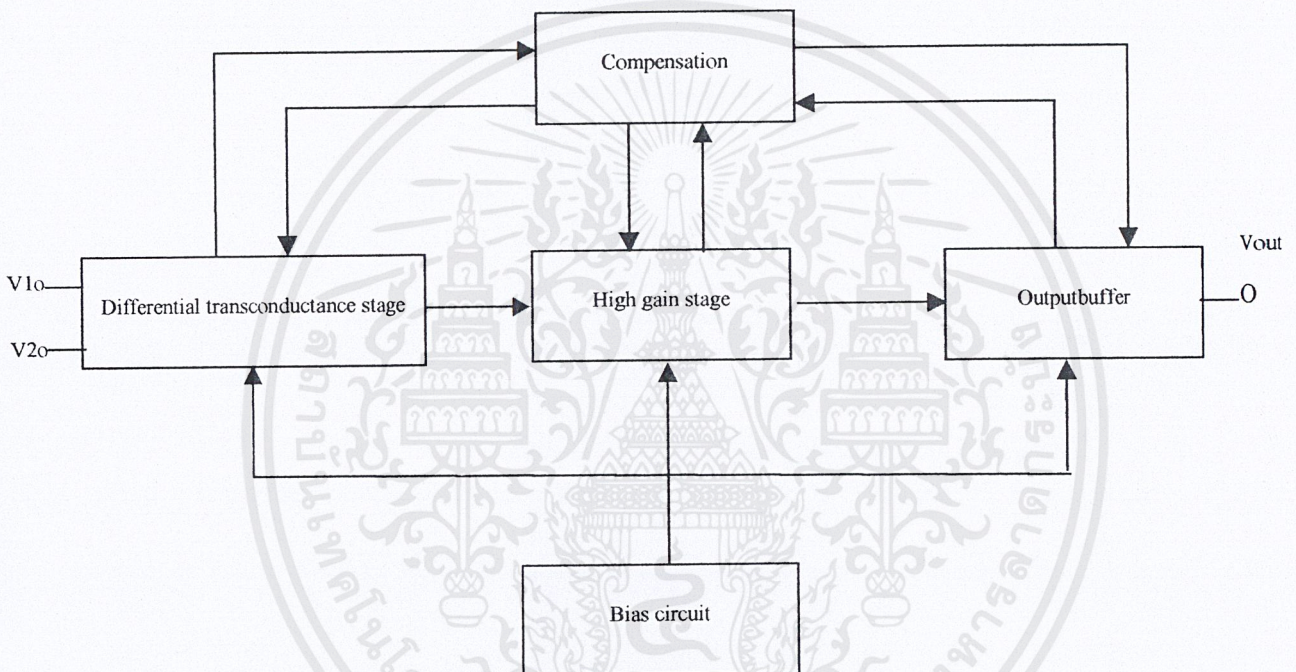 Compensation
Vout
V1o
Differential transconductance stage
High gain stage
Outputbuffer
O
V2o
Bias circuit